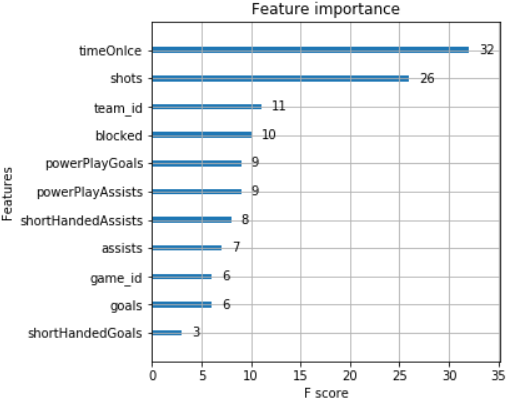 Feature importance
timeOnIce 32
shots 26
team_id 11
blocked 10
powerPlayGoals 9
powerPlayAssists 9
shortHandedAssists 8
assists 7
game_id 6
goals 6
shortHandedGoals 3
Features
0 5 10 15 20 25 30 35
F score